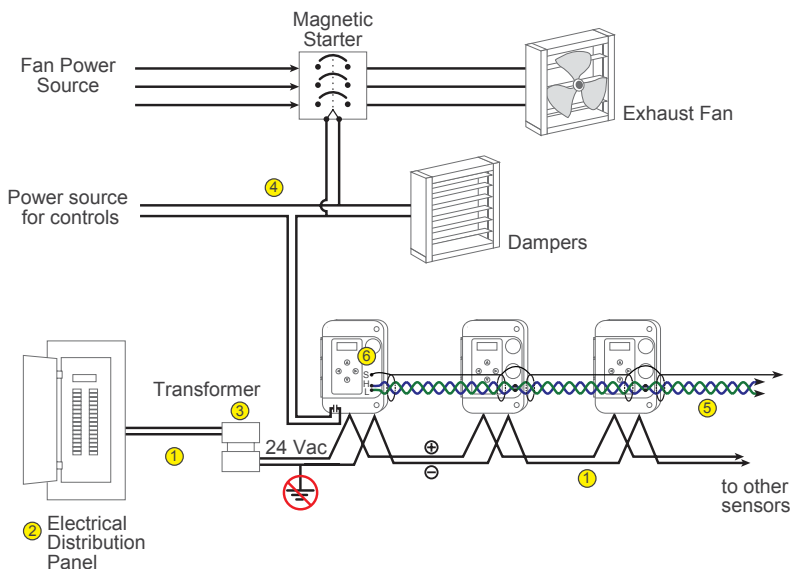 Magnetic
Starter
Fan Power
Source
Exhaust Fan
4
Power source
for controls
Dampers
6
S
H
L
Transformer
3
5
24 Vac
1
⊕
⊖
1
to other
sensors
2 Electrical
Distribution
Panel